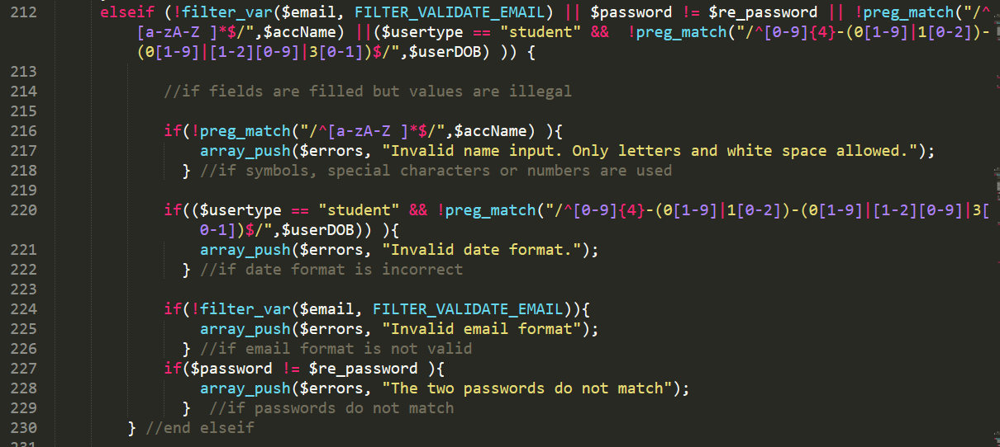 212 elseif (!filter_var($email, FILTER_VALIDATE_EMAIL) || $password != $re_password || !preg_match("/^
[a-zA-Z ]*$/",$accName) ||($usertype == "student" &&  !preg_match("/^[0-9]{4}-(0[1-9]|1[0-2])-
(0[1-9]|[1-2][0-9]|3[0-1])$/",$userDOB) )) {
213
214 //if fields are filled but values are illegal
215
216 if(!preg_match("/^[a-zA-Z ]*$/",$accName) ){
217 array_push($errors, "Invalid name input. Only letters and white space allowed.");
218 } //if symbols, special characters or numbers are used
219
220 if(($usertype == "student" && !preg_match("/^[0-9]{4}-(0[1-9]|1[0-2])-(0[1-9]|[1-2][0-9]|3[
0-1])$/",$userDOB)) ){
221 array_push($errors, "Invalid date format.");
222 } //if date format is incorrect
223
224 if(!filter_var($email, FILTER_VALIDATE_EMAIL)){
225 array_push($errors, "Invalid email format");
226 } //if email format is not valid
227 if($password != $re_password ){
228 array_push($errors, "The two passwords do not match");
229 }  //if passwords do not match
230 } //end elseif
231